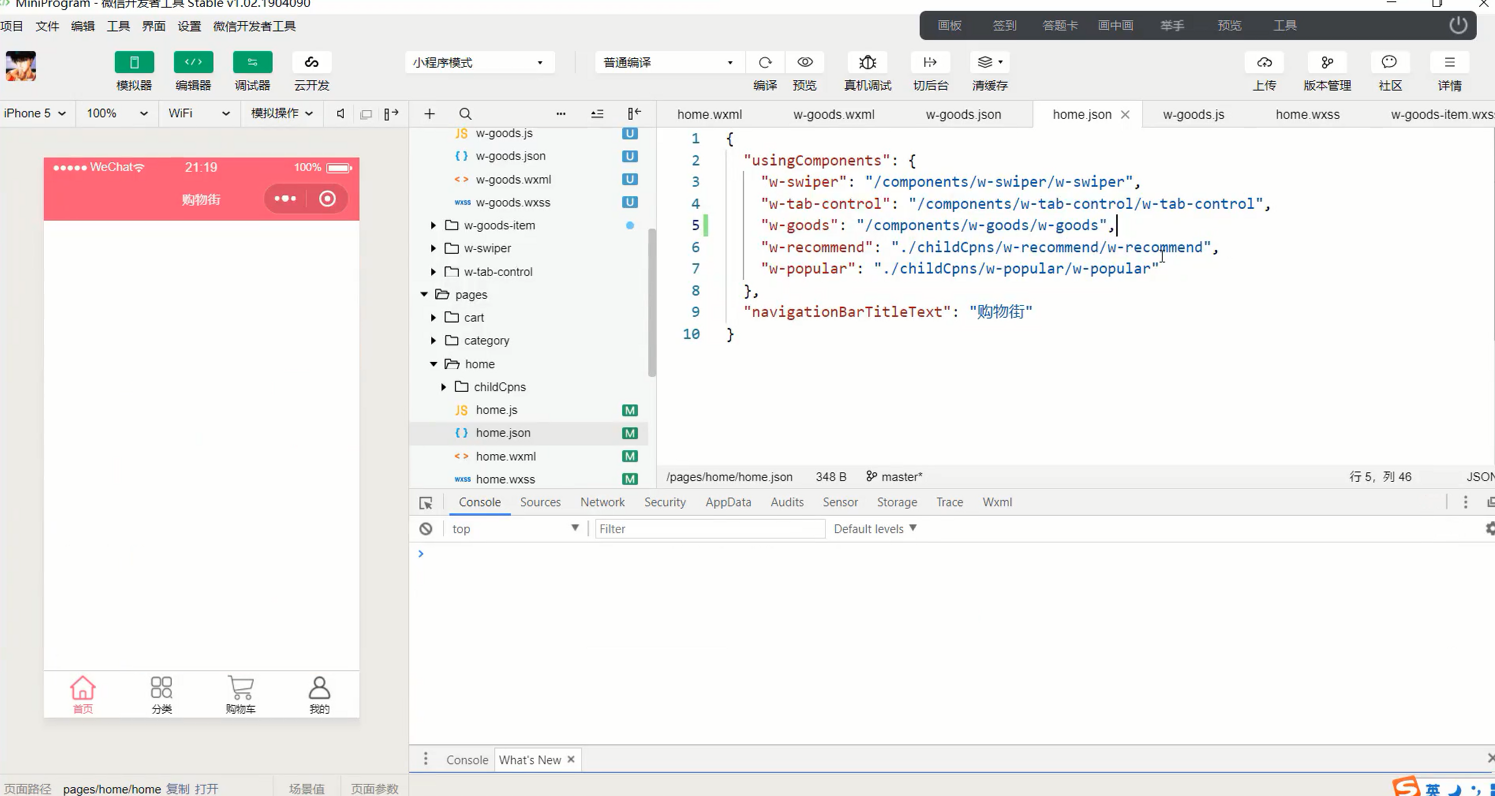 MiniProgram - 微信开发者工具 Stable v1.02.1904090
项目 文件 编辑 工具 界面 设置 微信开发者工具
画板 签到 答题卡 画中画 举手 预览 工具
模拟器 编辑器 调试器 云开发
小程序模式 普通编译
编译 预览 真机调试 切后台 清缓存
上传 版本管理 社区 详情
iPhone 5 100% WiFi 模拟操作
home.wxml w-goods.wxml w-goods.json home.json w-goods.js home.wxss w-goods-item.wxss
●●●●● WeChat 21:19 100%
购物街
首页 分类 购物车 我的
w-goods.js U
w-goods.json U
w-goods.wxml U
wxss w-goods.wxss U
w-goods-item
w-swiper
w-tab-control
pages
cart
category
home
childCpns
JS home.js M
{ } home.json M
< > home.wxml M
wxss home.wxss M
1 {
2 "usingComponents": {
3 "w-swiper": "/components/w-swiper/w-swiper",
4 "w-tab-control": "/components/w-tab-control/w-tab-control",
5 "w-goods": "/components/w-goods/w-goods",
6 "w-recommend": "./childCpns/w-recommend/w-recommend",
7 "w-popular": "./childCpns/w-popular/w-popular"
8 },
9 "navigationBarTitleText": "购物街"
10 }
/pages/home/home.json 348 B master* 行 5，列 46 JSON
Console Sources Network Security AppData Audits Sensor Storage Trace Wxml
top Filter Default levels
Console What's New
页面路径 pages/home/home 复制 打开 场景值 页面参数
英